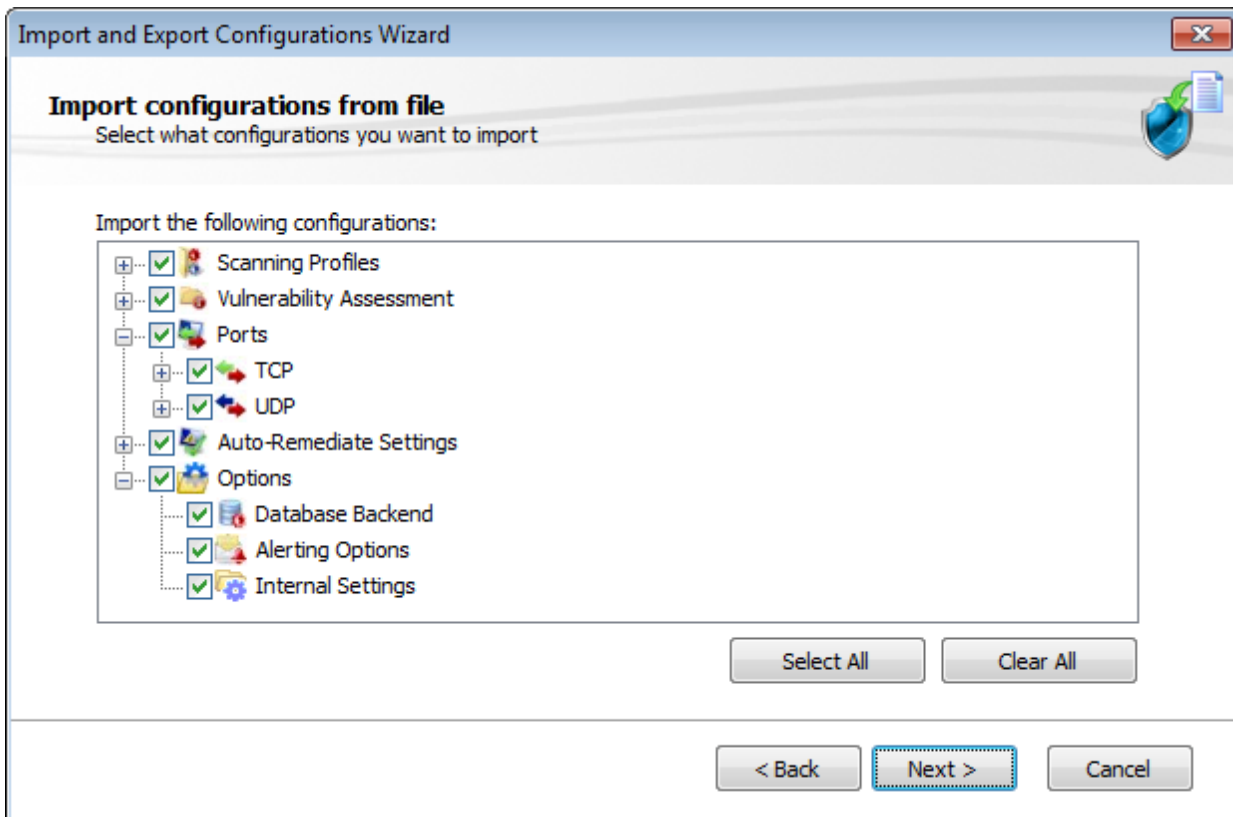 Import and Export Configurations Wizard
Import configurations from file
Select what configurations you want to import
Import the following configurations:
Scanning Profiles
Vulnerability Assessment
Ports
TCP
UDP
Auto-Remediate Settings
Options
Database Backend
Alerting Options
Internal Settings
Select All Clear All
< Back Next > Cancel